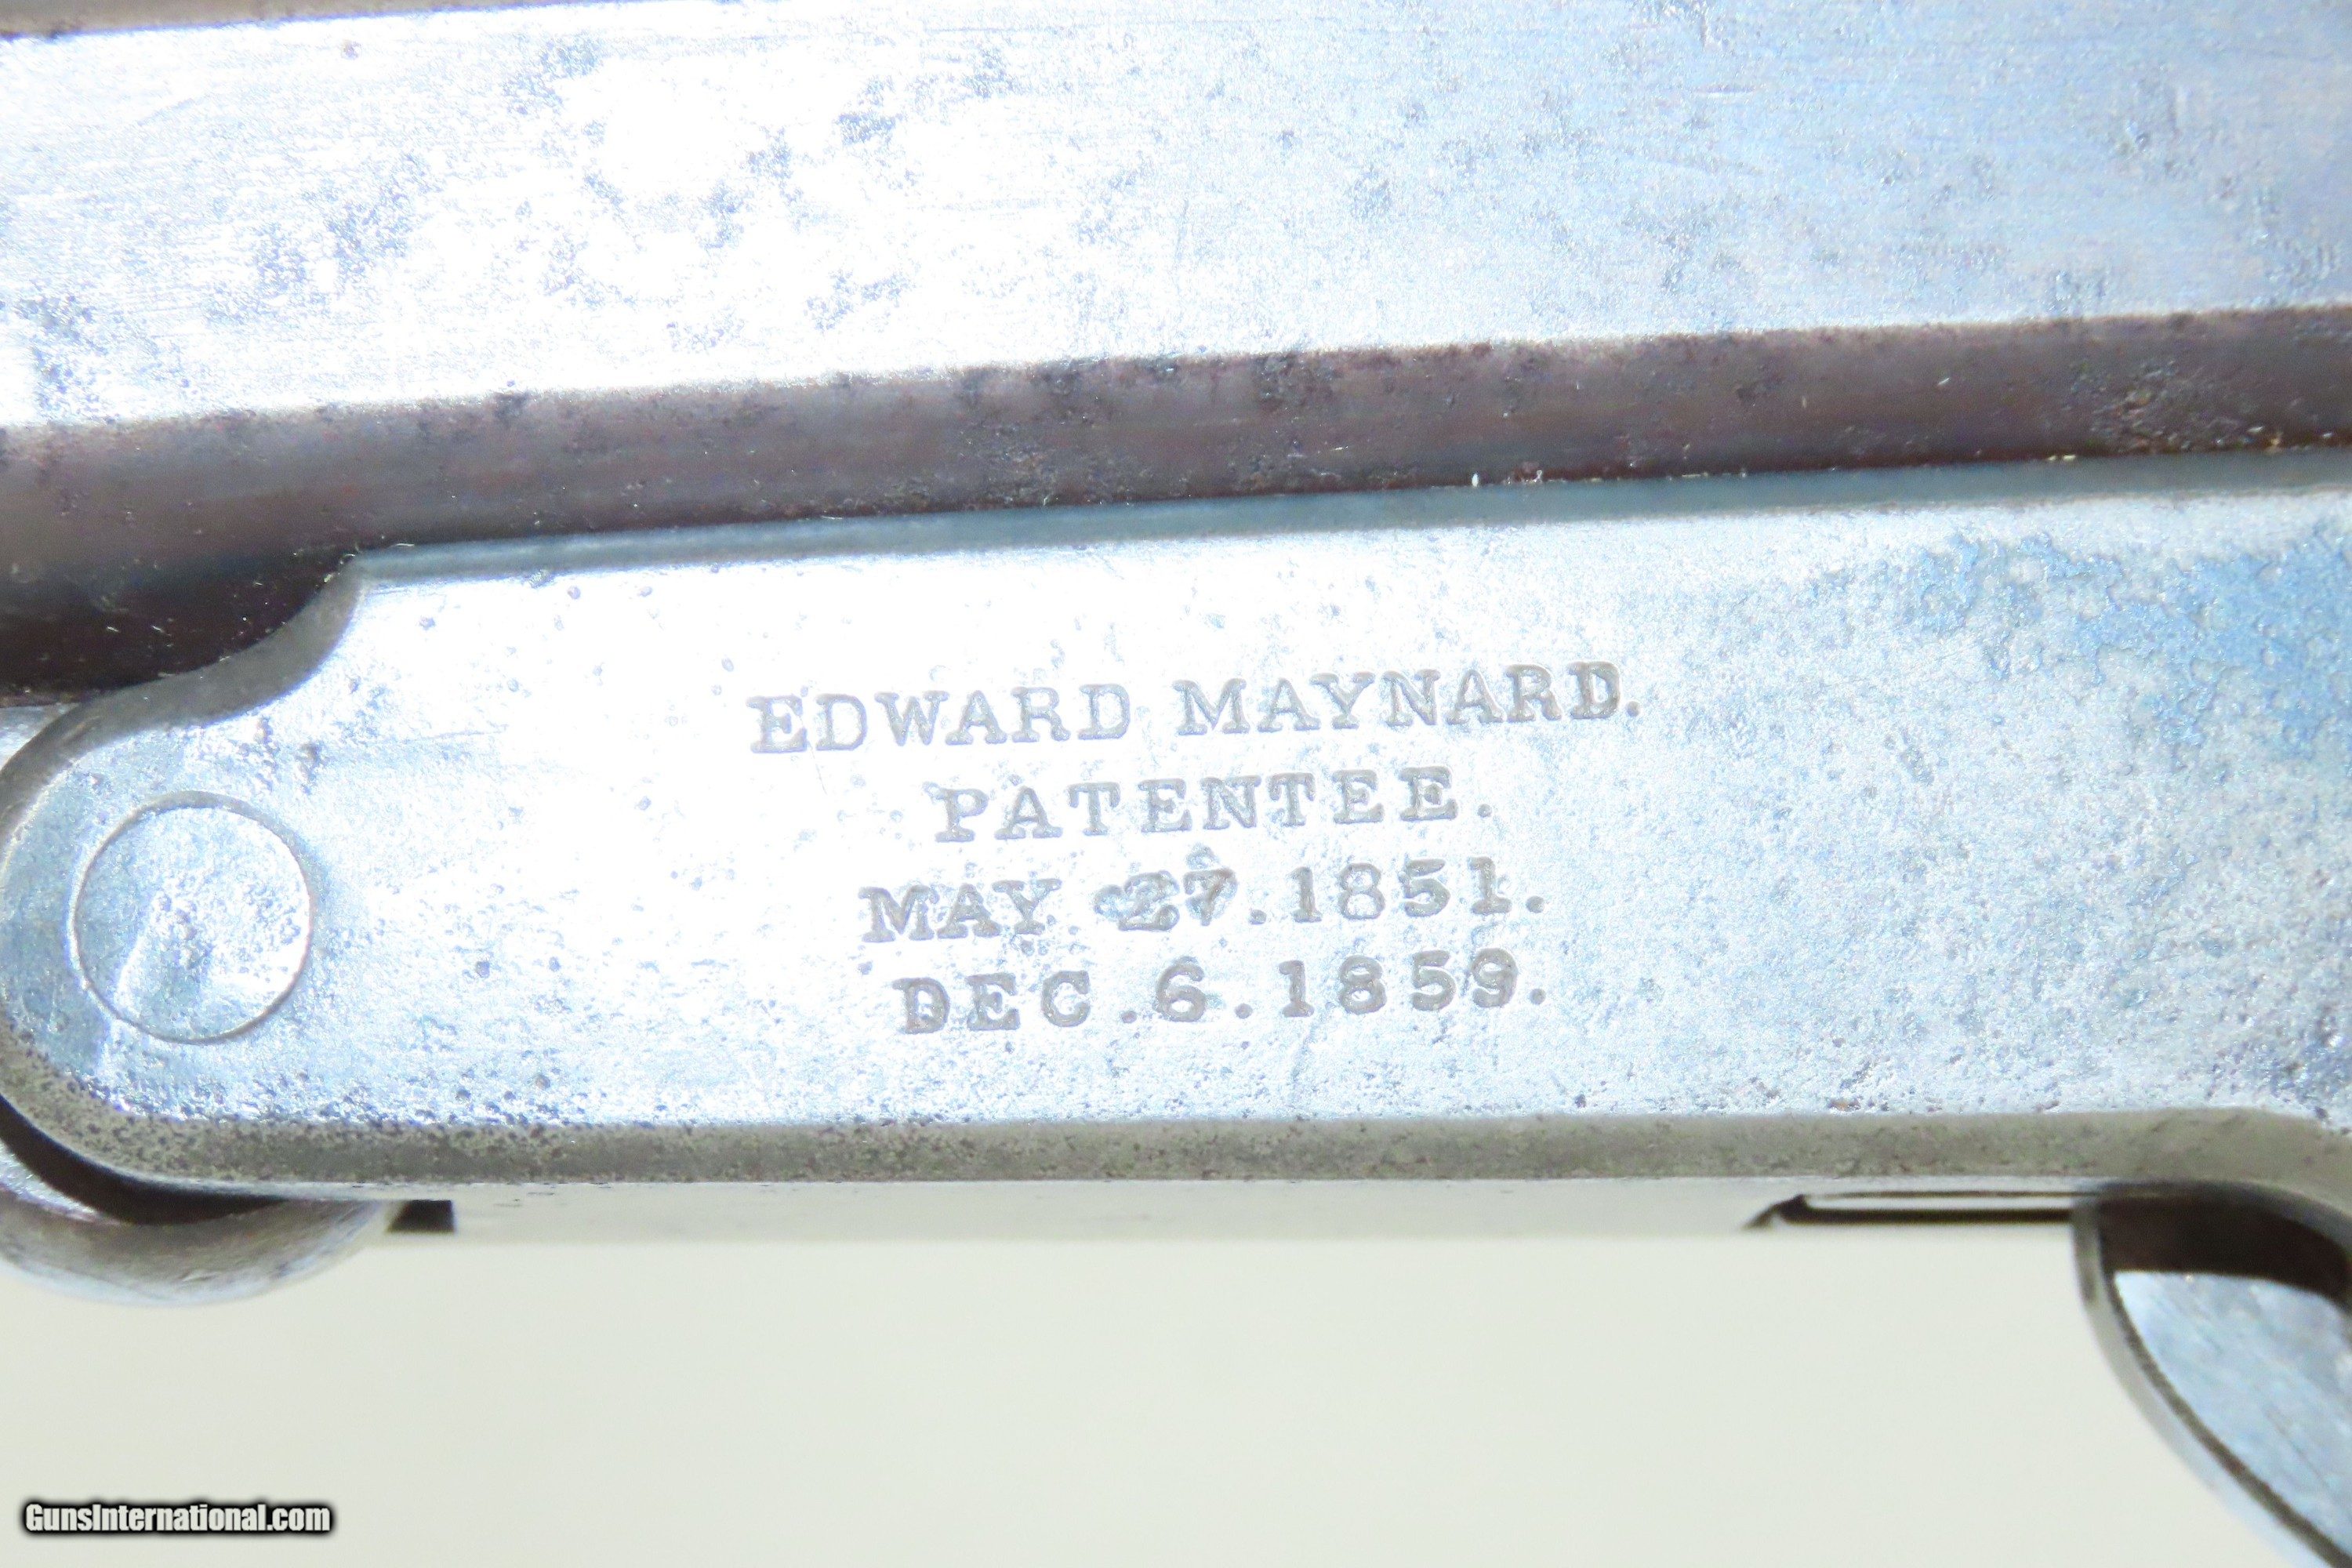 EDWARD MAYNARD.
PATENTEE.
MAY 27.1851.
DEC.6.1859.
GunsInternational.com